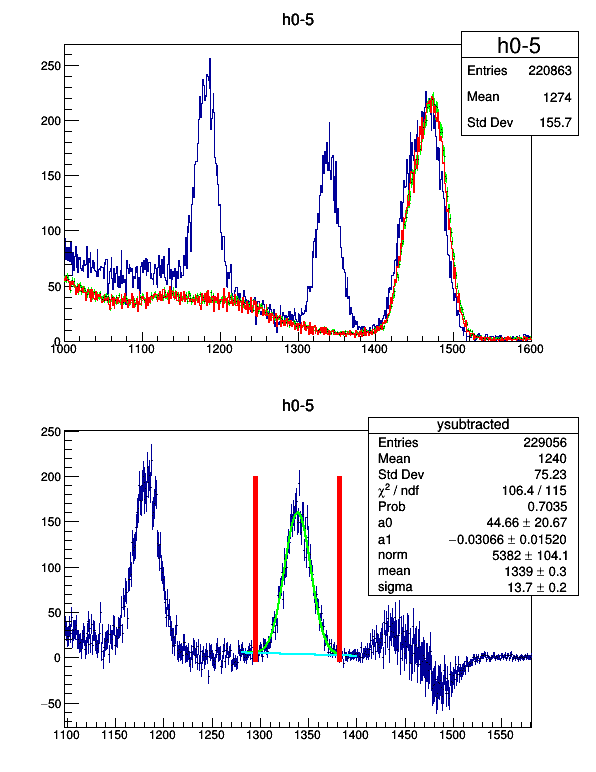 h0-5
h0-5
Entries 220863
Mean 1274
Std Dev 155.7
250
200
150
100
50
0
1000 1100 1200 1300 1400 1500 1600
h0-5
ysubtracted
Entries 229056
Mean 1240
Std Dev 75.23
χ² / ndf 106.4 / 115
Prob 0.7035
a0 44.66 ± 20.67
a1 −0.03066 ± 0.01520
norm 5382 ± 104.1
mean 1339 ± 0.3
sigma 13.7 ± 0.2
250
200
150
100
50
0
−50
1100 1150 1200 1250 1300 1350 1400 1450 1500 1550